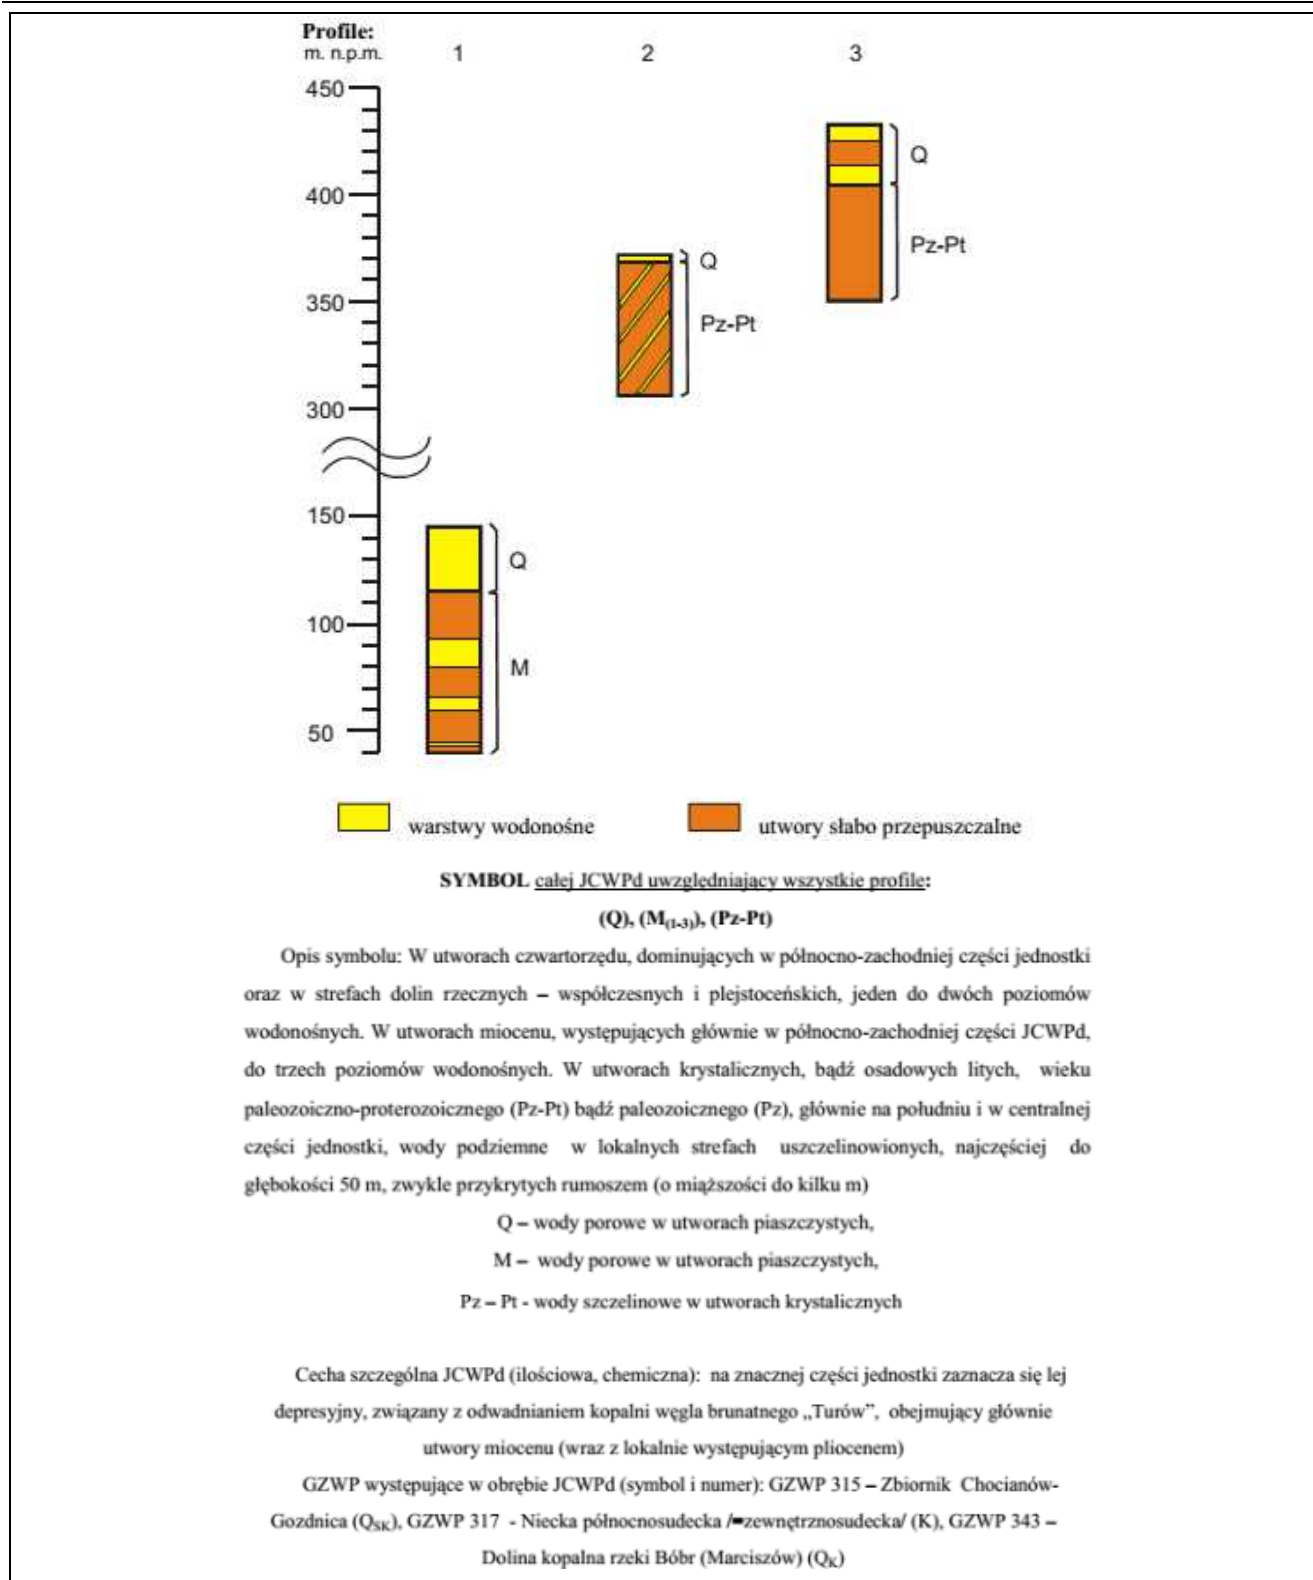 Profile:
m. n.p.m.
1 2 3
450
400
350
300
150
100
50
Q
Pz-Pt
Q
Pz-Pt
Q
M
warstwy wodonośne utwory słabo przepuszczalne
SYMBOL całej JCWPd uwzględniający wszystkie profile:
(Q), (M(1-3)), (Pz-Pt)
Opis symbolu: W utworach czwartorzędu, dominujących w północno-zachodniej części jednostki
oraz w strefach dolin rzecznych – współczesnych i plejstoceńskich, jeden do dwóch poziomów
wodonośnych. W utworach miocenu, występujących głównie w północno-zachodniej części JCWPd,
do trzech poziomów wodonośnych. W utworach krystalicznych, bądź osadowych litych, wieku
paleozoiczno-proterozoicznego (Pz-Pt) bądź paleozoicznego (Pz), głównie na południu i w centralnej
części jednostki, wody podziemne w lokalnych strefach uszczelinowionych, najczęściej do
głębokości 50 m, zwykle przykrytych rumoszem (o miąższości do kilku m)
Q – wody porowe w utworach piaszczystych,
M – wody porowe w utworach piaszczystych,
Pz – Pt - wody szczelinowe w utworach krystalicznych
Cecha szczególna JCWPd (ilościowa, chemiczna): na znacznej części jednostki zaznacza się lej
depresyjny, związany z odwadnianiem kopalni węgla brunatnego „Turów”, obejmujący głównie
utwory miocenu (wraz z lokalnie występującym pliocenem)
GZWP występujące w obrębie JCWPd (symbol i numer): GZWP 315 – Zbiornik Chocianów-
Gozdnica (QSK), GZWP 317 - Niecka północnosudecka /=zewnętrznosudecka/ (K), GZWP 343 –
Dolina kopalna rzeki Bóbr (Marciszów) (QK)